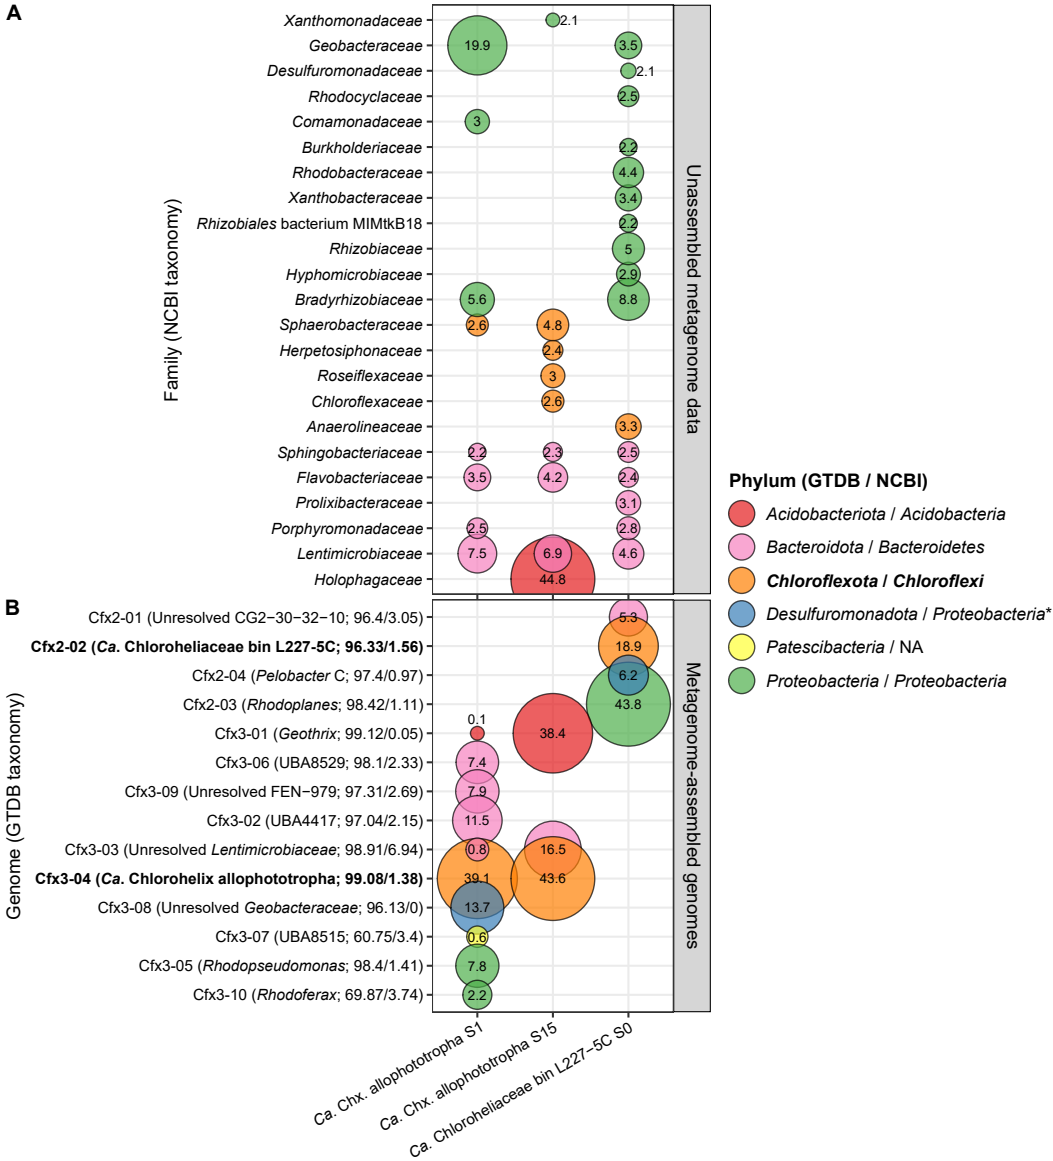 A
Family (NCBI taxonomy)
Xanthomonadaceae 2.1
Geobacteraceae 19.9 3.5
Desulfuromonadaceae 2.1
Rhodocyclaceae 2.5
Comamonadaceae 3
Burkholderiaceae 2.2
Rhodobacteraceae 4.4
Xanthobacteraceae 3.4
Rhizobiales bacterium MIMtkB18 2.2
Rhizobiaceae 5
Hyphomicrobiaceae 2.9
Bradyrhizobiaceae 5.6 8.8
Sphaerobacteraceae 2.6 4.8
Herpetosiphonaceae 2.4
Roseiflexaceae 3
Chloroflexaceae 2.6
Anaerolineaceae 3.3
Sphingobacteriaceae 2.2 2.3 2.5
Flavobacteriaceae 3.5 4.2 2.4
Prolixibacteraceae 3.1
Porphyromonadaceae 2.5 2.8
Lentimicrobiaceae 7.5 6.9 4.6
Holophagaceae 44.8
Unassembled metagenome data
B
Genome (GTDB taxonomy)
Cfx2-01 (Unresolved CG2−30−32−10; 96.4/3.05) 5.3
Cfx2-02 (Ca. Chloroheliaceae bin L227-5C; 96.33/1.56) 18.9
Cfx2-04 (Pelobacter C; 97.4/0.97) 6.2
Cfx2-03 (Rhodoplanes; 98.42/1.11) 43.8
Cfx3-01 (Geothrix; 99.12/0.05) 0.1 38.4
Cfx3-06 (UBA8529; 98.1/2.33) 7.4
Cfx3-09 (Unresolved FEN−979; 97.31/2.69) 7.9
Cfx3-02 (UBA4417; 97.04/2.15) 11.5
Cfx3-03 (Unresolved Lentimicrobiaceae; 98.91/6.94) 0.8 16.5
Cfx3-04 (Ca. Chlorohelix allophototropha; 99.08/1.38) 39.1 43.6
Cfx3-08 (Unresolved Geobacteraceae; 96.13/0) 13.7
Cfx3-07 (UBA8515; 60.75/3.4) 0.6
Cfx3-05 (Rhodopseudomonas; 98.4/1.41) 7.8
Cfx3-10 (Rhodoferax; 69.87/3.74) 2.2
Metagenome-assembled genomes
Ca. Chx. allophototropha S1
Ca. Chx. allophototropha S15
Ca. Chloroheliaceae bin L227−5C S0
Phylum (GTDB / NCBI)
Acidobacteriota / Acidobacteria
Bacteroidota / Bacteroidetes
Chloroflexota / Chloroflexi
Desulfuromonadota / Proteobacteria*
Patescibacteria / NA
Proteobacteria / Proteobacteria